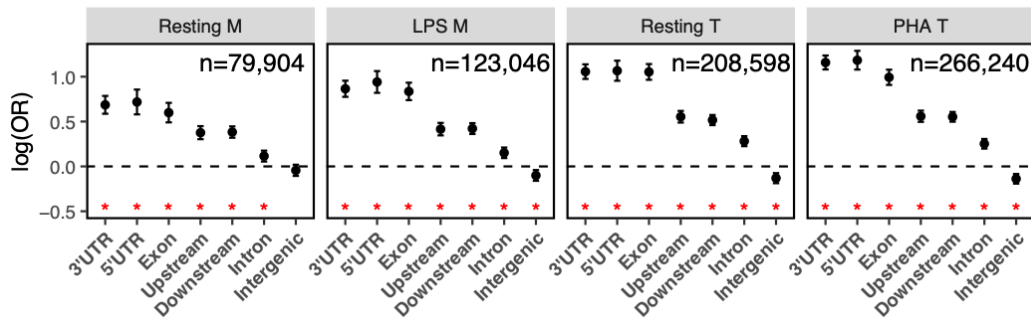 Resting M
LPS M
Resting T
PHA T
n=79,904
n=123,046
n=208,598
n=266,240
log(OR)
1.0
0.5
0.0
−0.5
* * * * * *
* * * * * * *
* * * * * * *
* * * * * * *
3'UTR
5'UTR
Exon
Upstream
Downstream
Intron
Intergenic
3'UTR
5'UTR
Exon
Upstream
Downstream
Intron
Intergenic
3'UTR
5'UTR
Exon
Upstream
Downstream
Intron
Intergenic
3'UTR
5'UTR
Exon
Upstream
Downstream
Intron
Intergenic